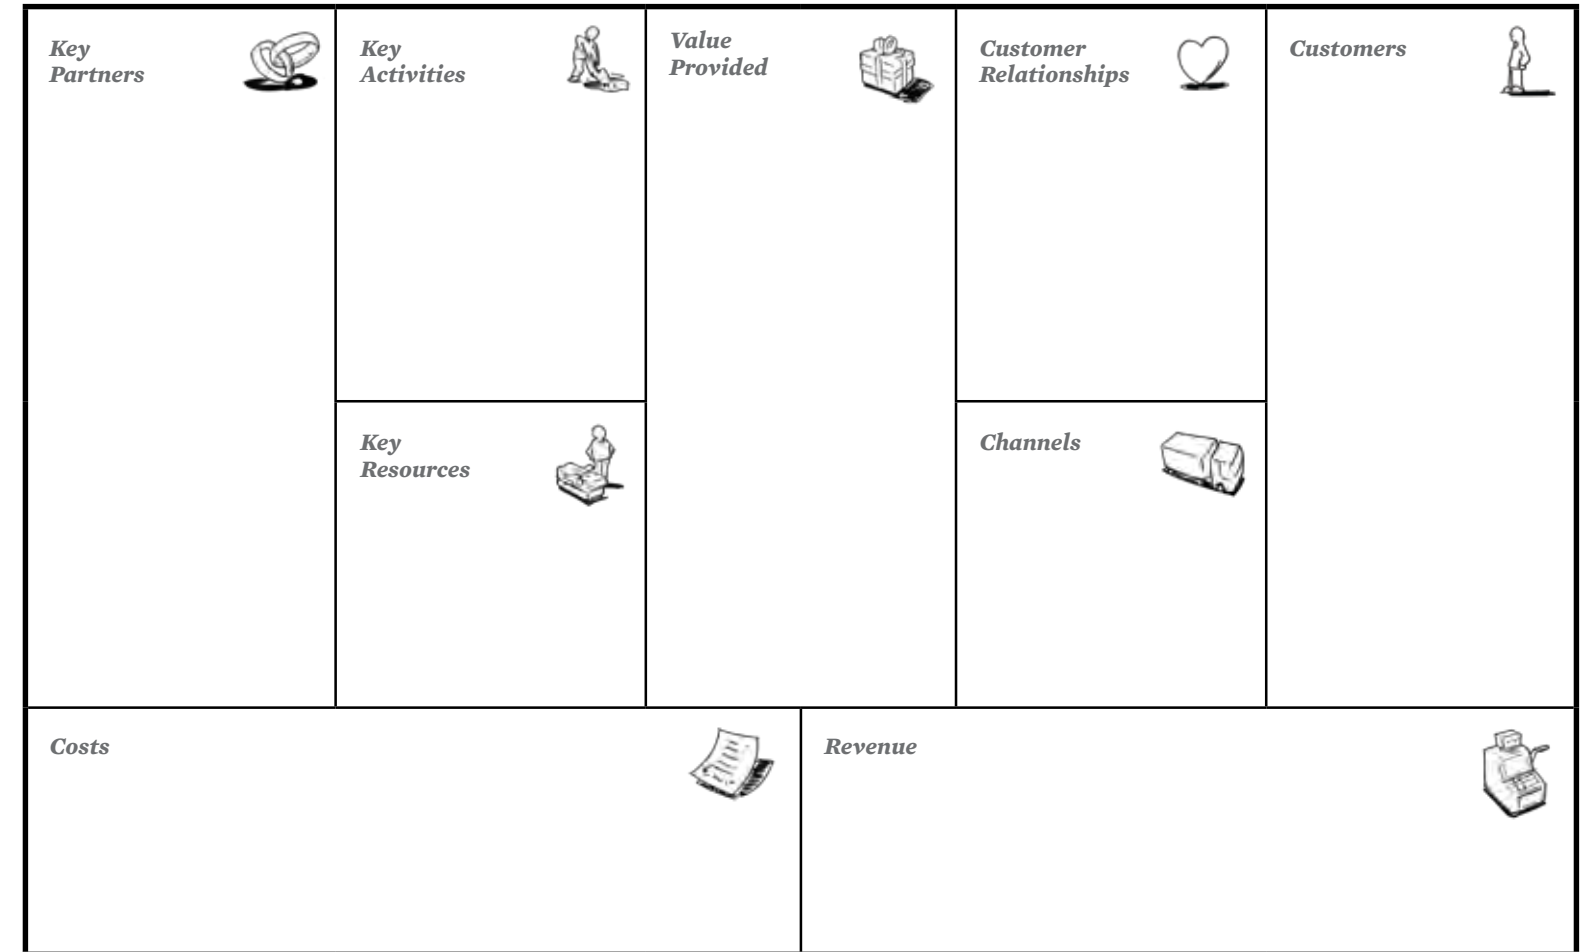 Key
Partners
Key
Activities
Value
Provided
Customer
Relationships
Customers
Key
Resources
Channels
Costs
Revenue